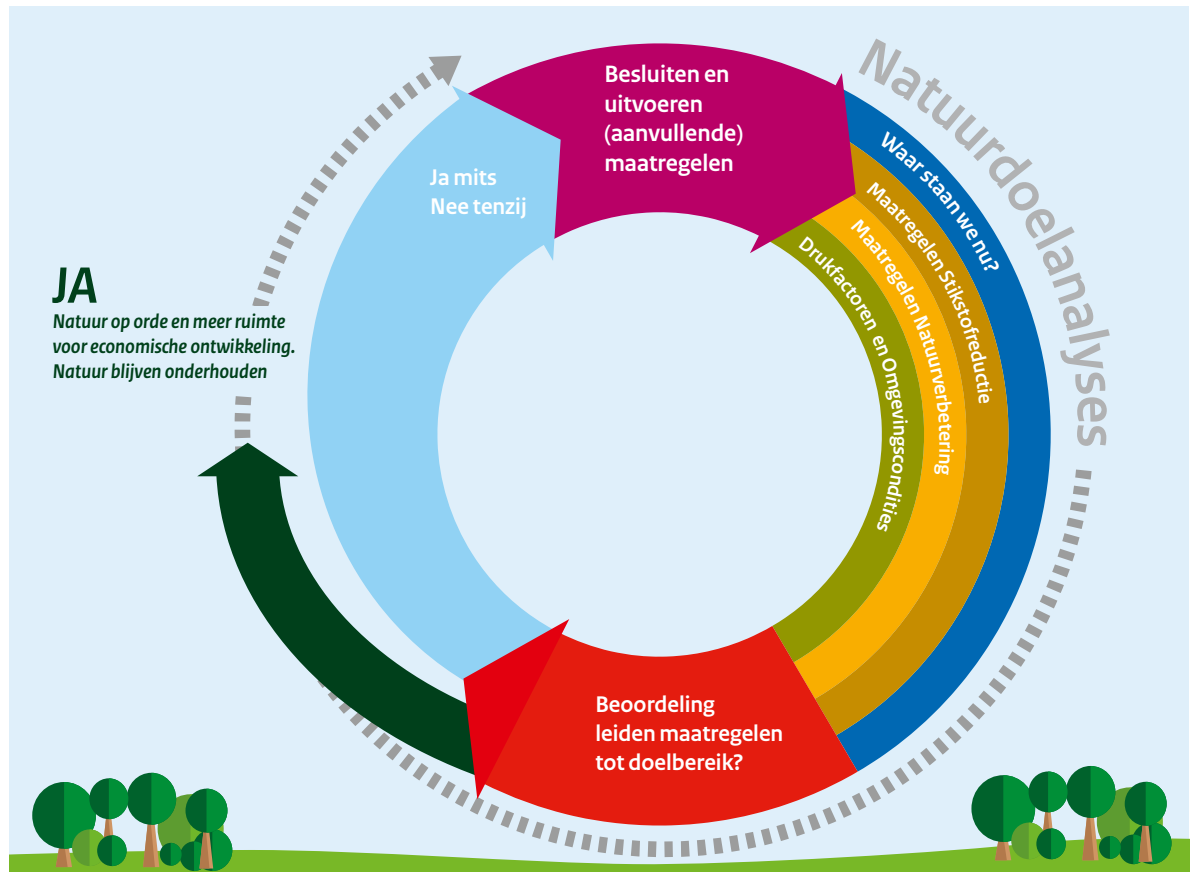 Besluiten en
uitvoeren
(aanvullende)
maatregelen
Natuurdoelanalyses
Waar staan we nu?
Maatregelen Stikstofreductie
Maatregelen Natuurverbetering
Drukfactoren en Omgevingscondities
Beoordeling
leiden maatregelen
tot doelbereik?
Ja mits
Nee tenzij
JA
Natuur op orde en meer ruimte
voor economische ontwikkeling.
Natuur blijven onderhouden